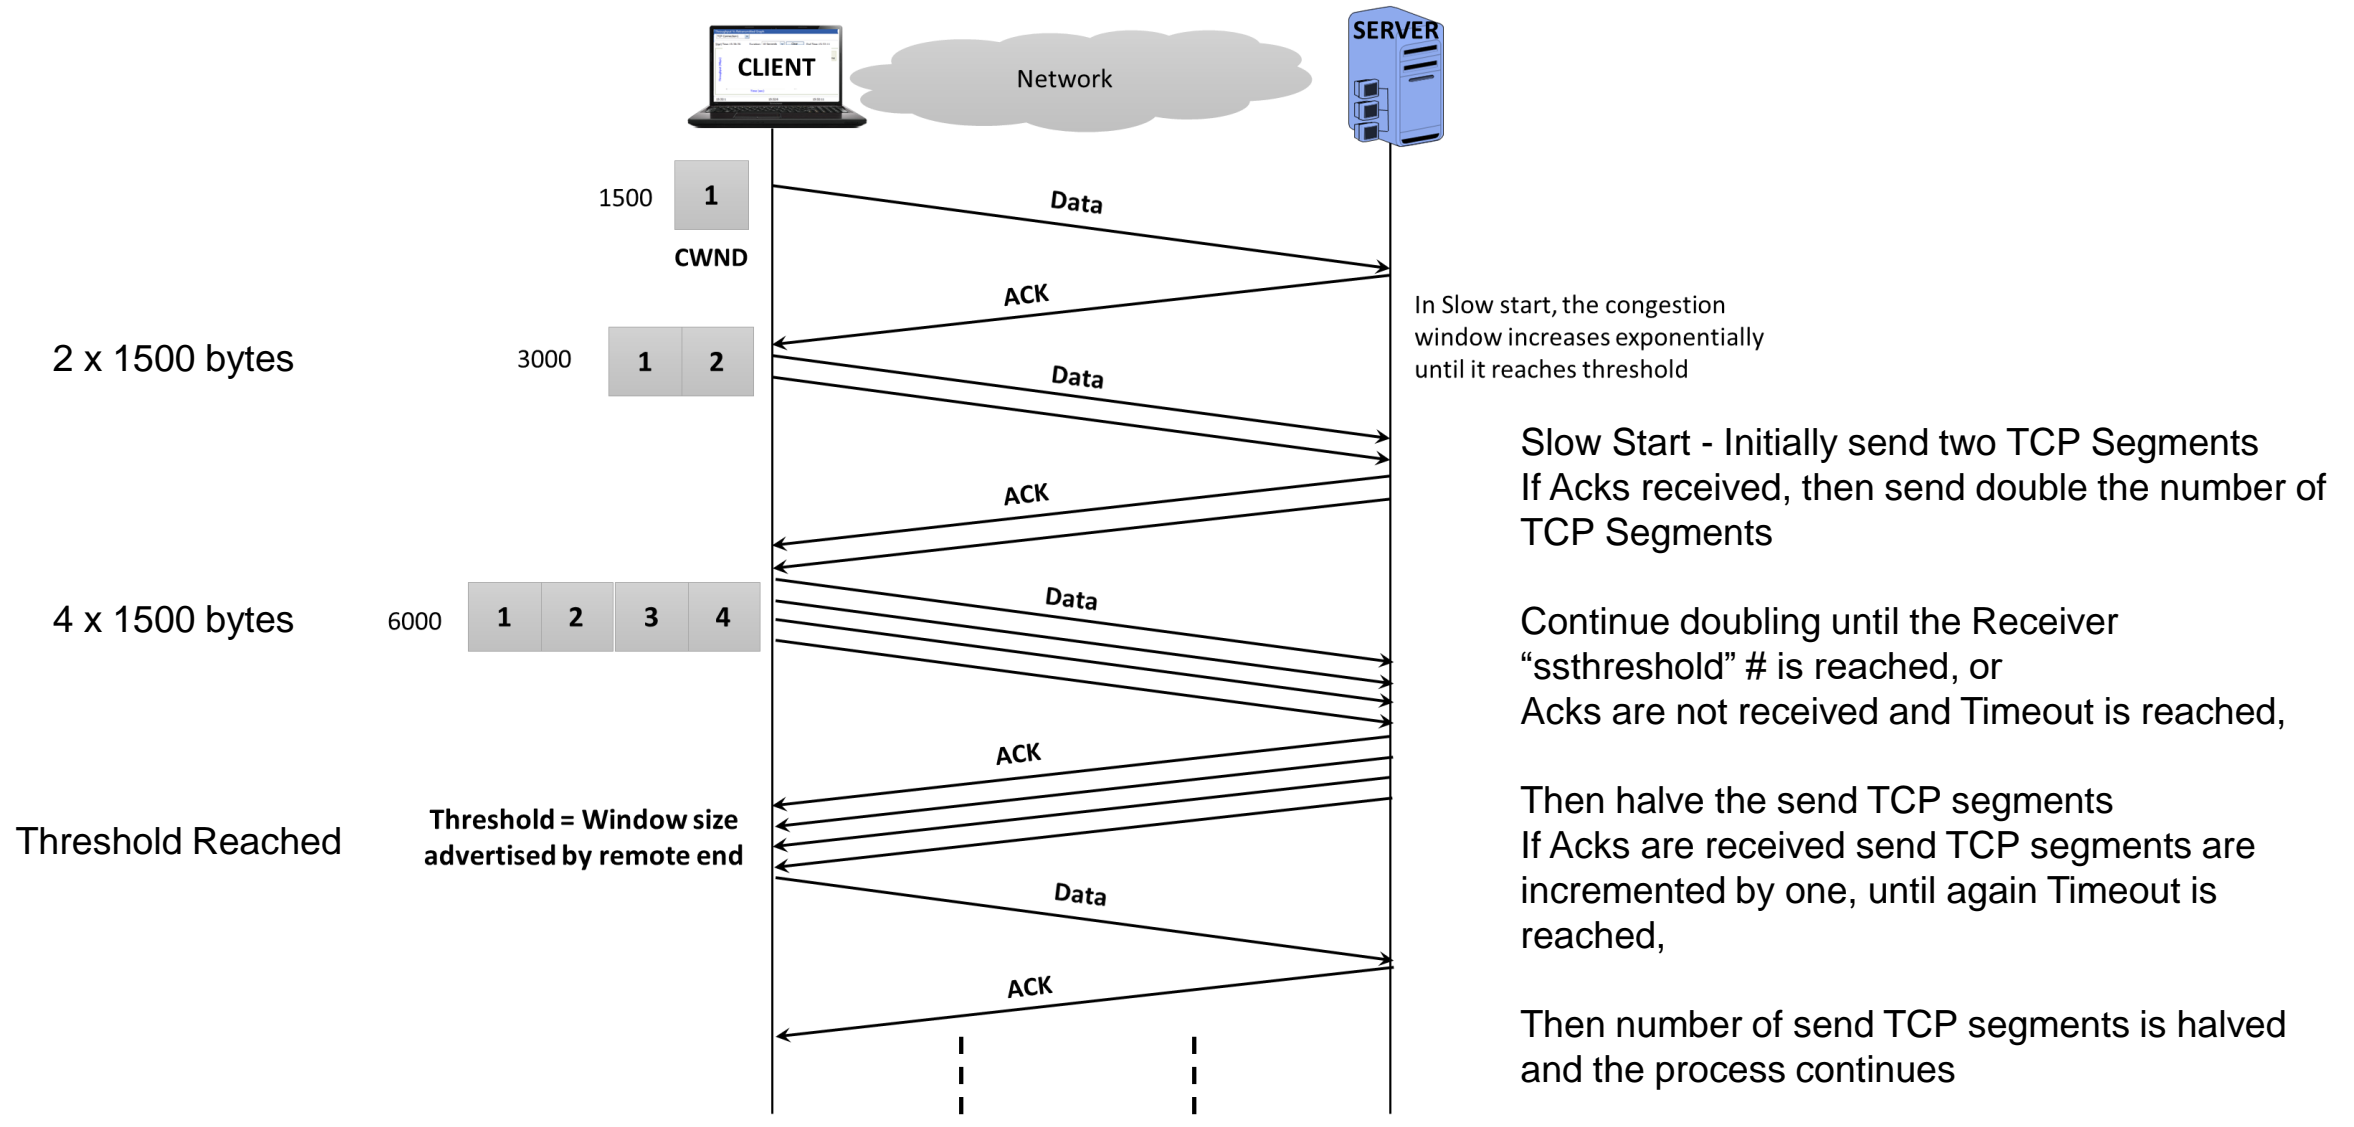 CLIENT
Network
SERVER
1500
1
CWND
Data
ACK
In Slow start, the congestion
window increases exponentially
until it reaches threshold
2 x 1500 bytes
3000
1 2
Data
Slow Start - Initially send two TCP Segments
If Acks received, then send double the number of
TCP Segments
ACK
4 x 1500 bytes
6000
1 2 3 4
Data
Continue doubling until the Receiver
“ssthreshold” # is reached, or
Acks are not received and Timeout is reached,
ACK
Threshold Reached
Threshold = Window size
advertised by remote end
Then halve the send TCP segments
If Acks are received send TCP segments are
incremented by one, until again Timeout is
reached,
Data
ACK
Then number of send TCP segments is halved
and the process continues